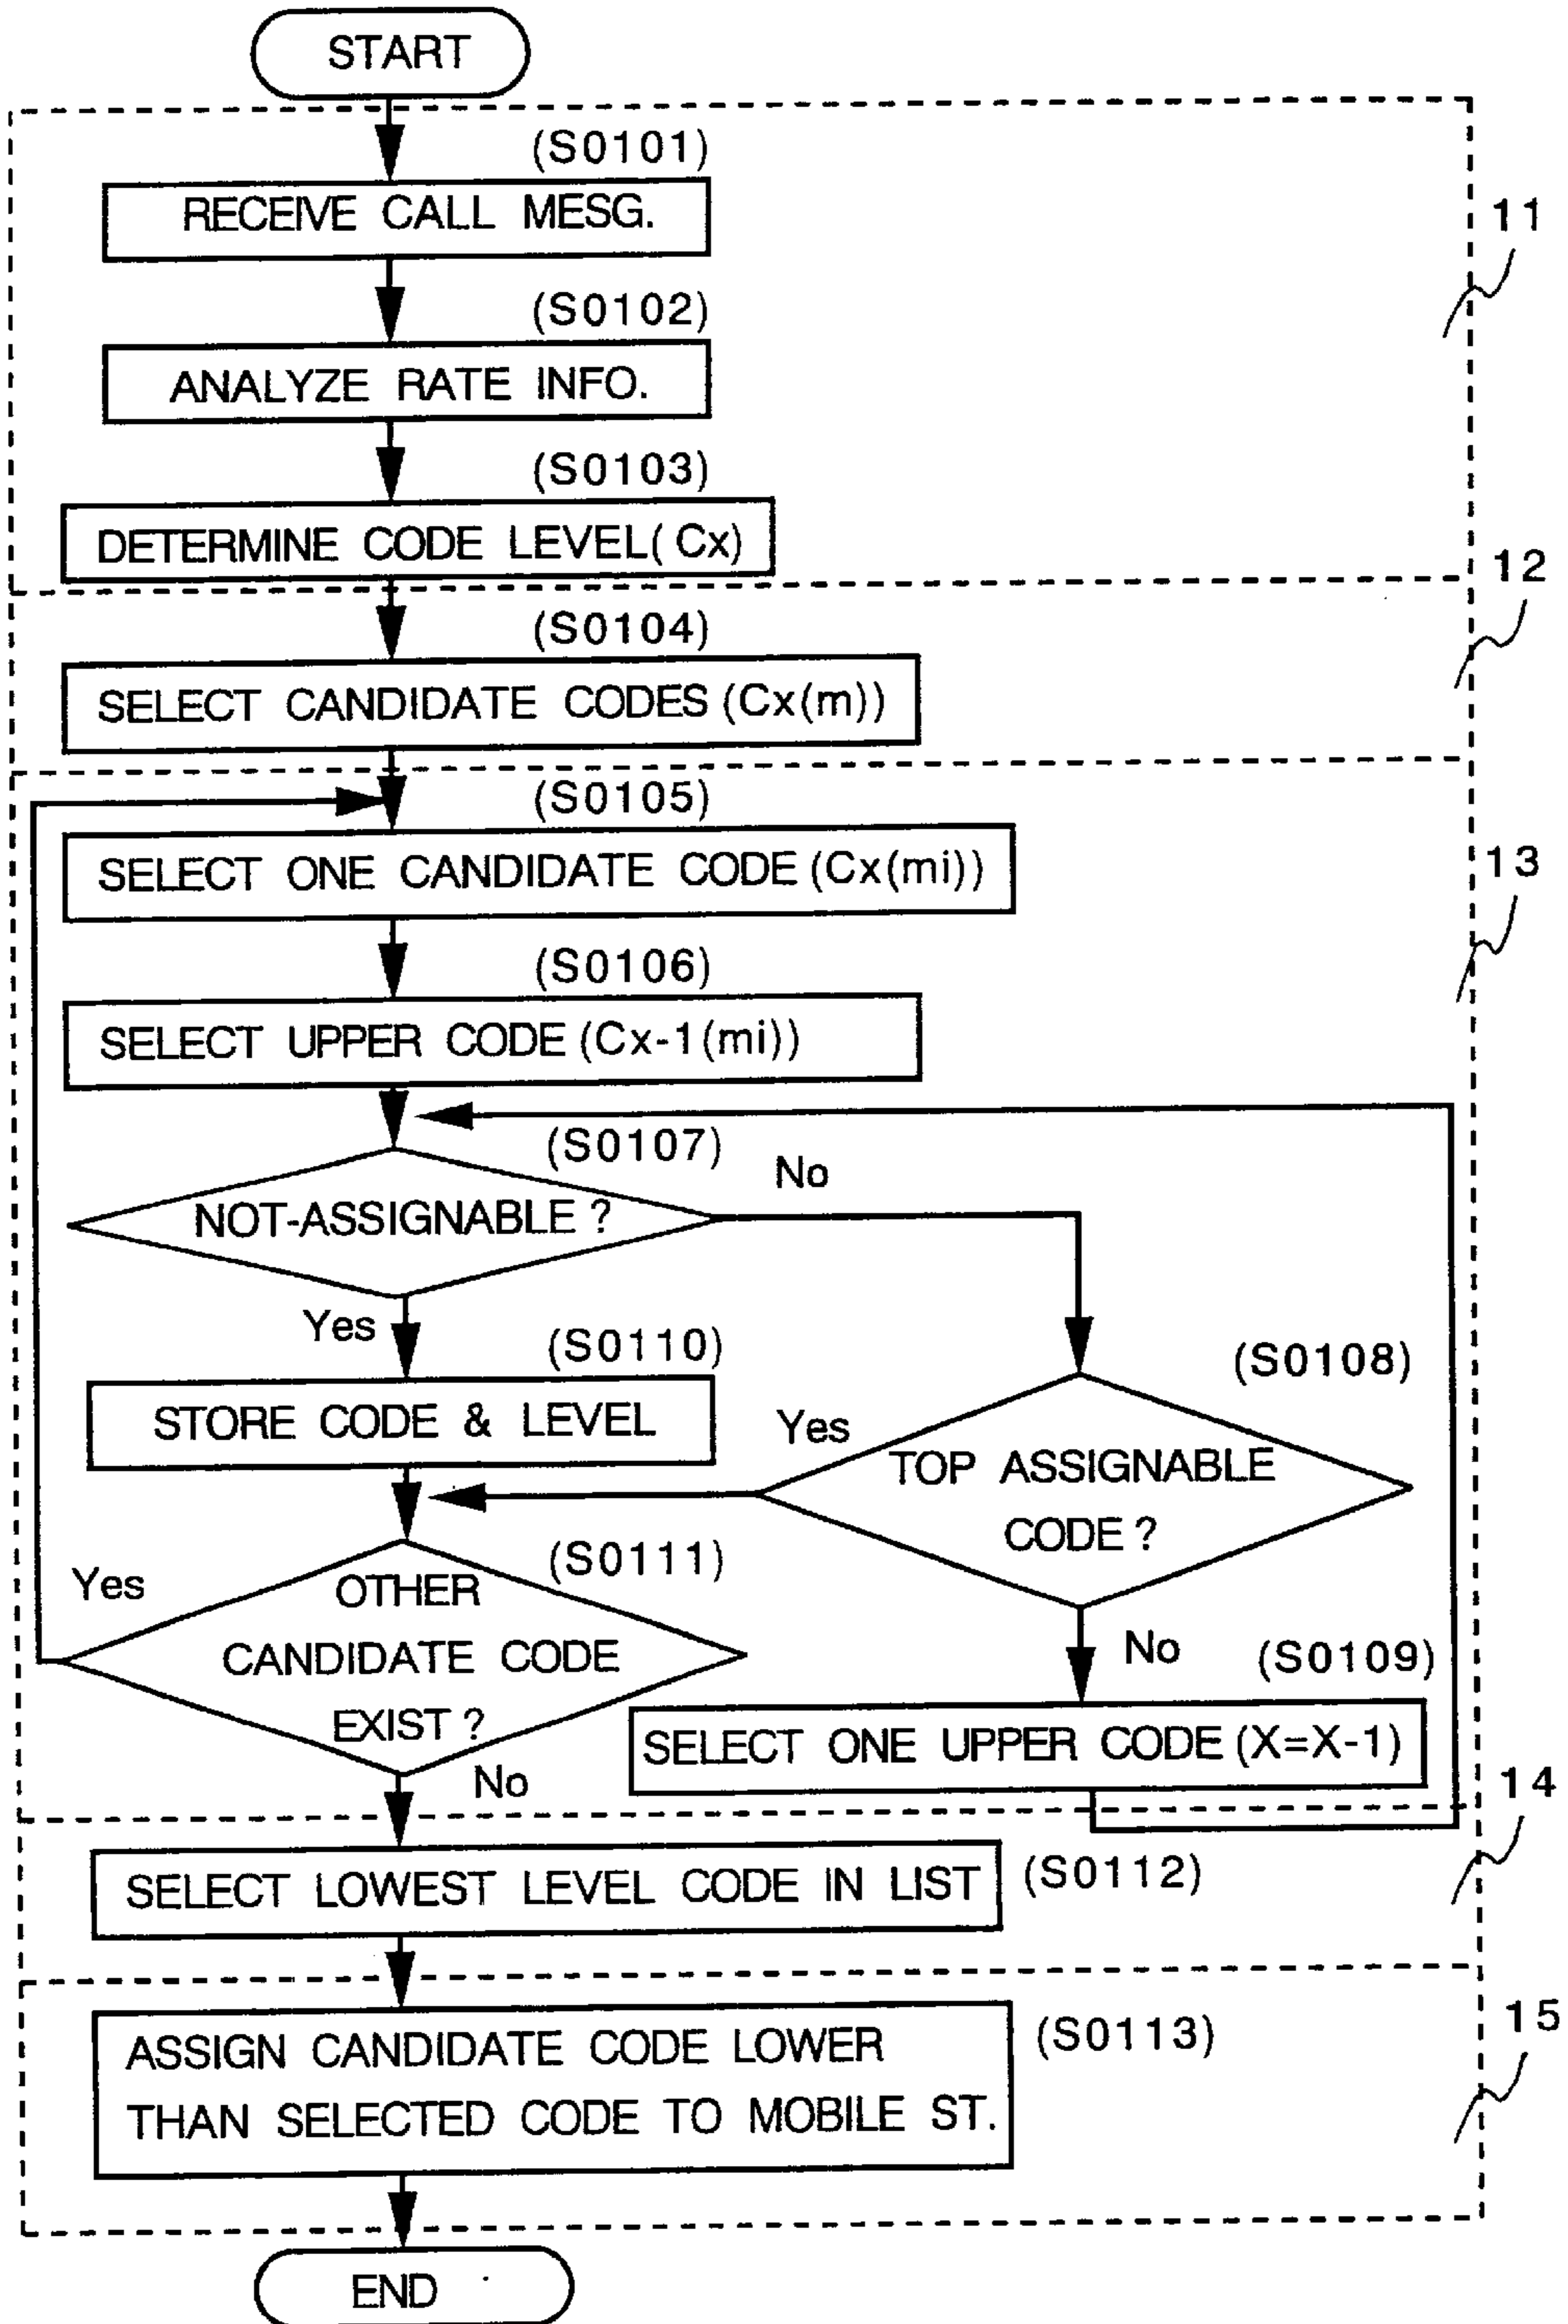 START
(S0101)
RECEIVE CALL MESG.
11
(S0102)
ANALYZE RATE INFO.
(S0103)
DETERMINE CODE LEVEL(Cx)
12
(S0104)
SELECT CANDIDATE CODES (Cx(m))
(S0105)
SELECT ONE CANDIDATE CODE (Cx(mi))
13
(S0106)
SELECT UPPER CODE (Cx-1(mi))
(S0107)
No
NOT-ASSIGNABLE ?
Yes
(S0110)
(S0108)
STORE CODE & LEVEL
Yes
TOP ASSIGNABLE
CODE ?
(S0111)
Yes
OTHER
CANDIDATE CODE
EXIST ?
No
(S0109)
SELECT ONE UPPER CODE (X=X-1)
No
14
SELECT LOWEST LEVEL CODE IN LIST
(S0112)
15
ASSIGN CANDIDATE CODE LOWER
THAN SELECTED CODE TO MOBILE ST.
(S0113)
END